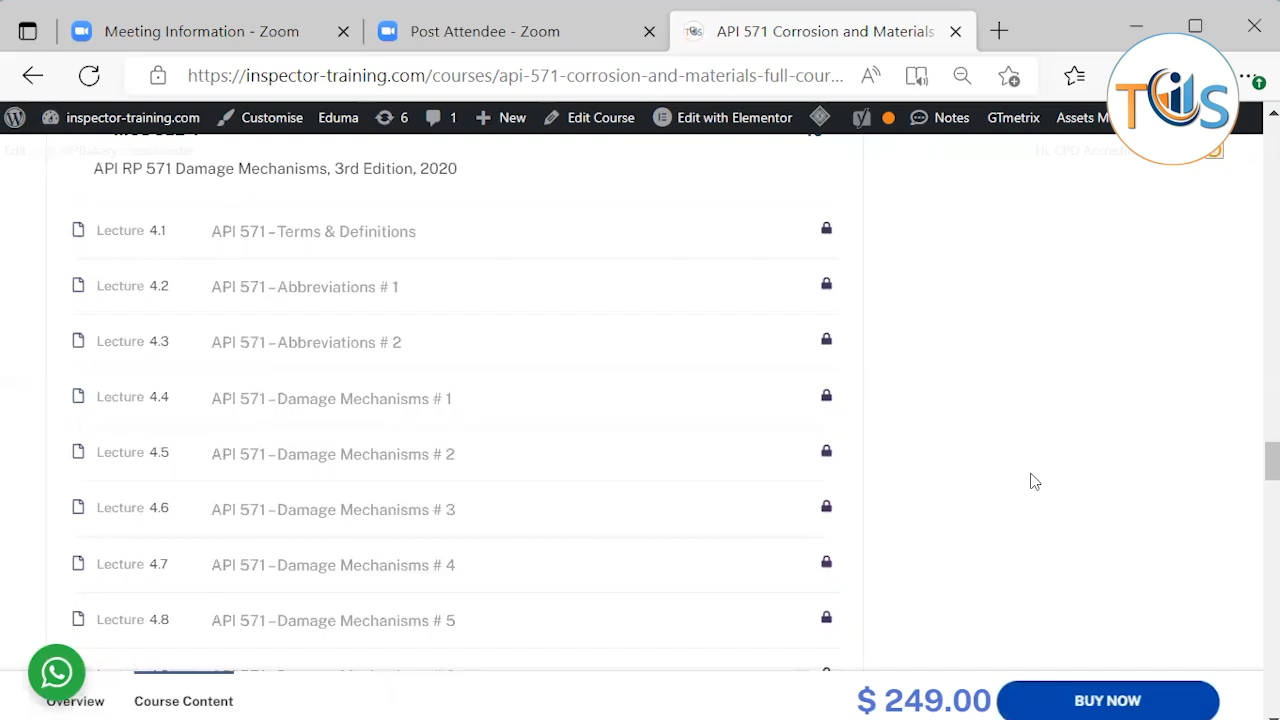 Meeting Information - Zoom
Post Attendee - Zoom
API 571 Corrosion and Materials
https://inspector-training.com/courses/api-571-corrosion-and-materials-full-cour...
TIS
inspector-training.com
Customise
Eduma
6
1
New
Edit Course
Edit with Elementor
Notes
GTmetrix
Assets M
Edit
Hi, CPD Accred
API RP 571 Damage Mechanisms, 3rd Edition, 2020
Lecture 4.1 API 571 – Terms & Definitions
Lecture 4.2 API 571 – Abbreviations # 1
Lecture 4.3 API 571 – Abbreviations # 2
Lecture 4.4 API 571 – Damage Mechanisms # 1
Lecture 4.5 API 571 – Damage Mechanisms # 2
Lecture 4.6 API 571 – Damage Mechanisms # 3
Lecture 4.7 API 571 – Damage Mechanisms # 4
Lecture 4.8 API 571 – Damage Mechanisms # 5
Overview
Course Content
$ 249.00
BUY NOW